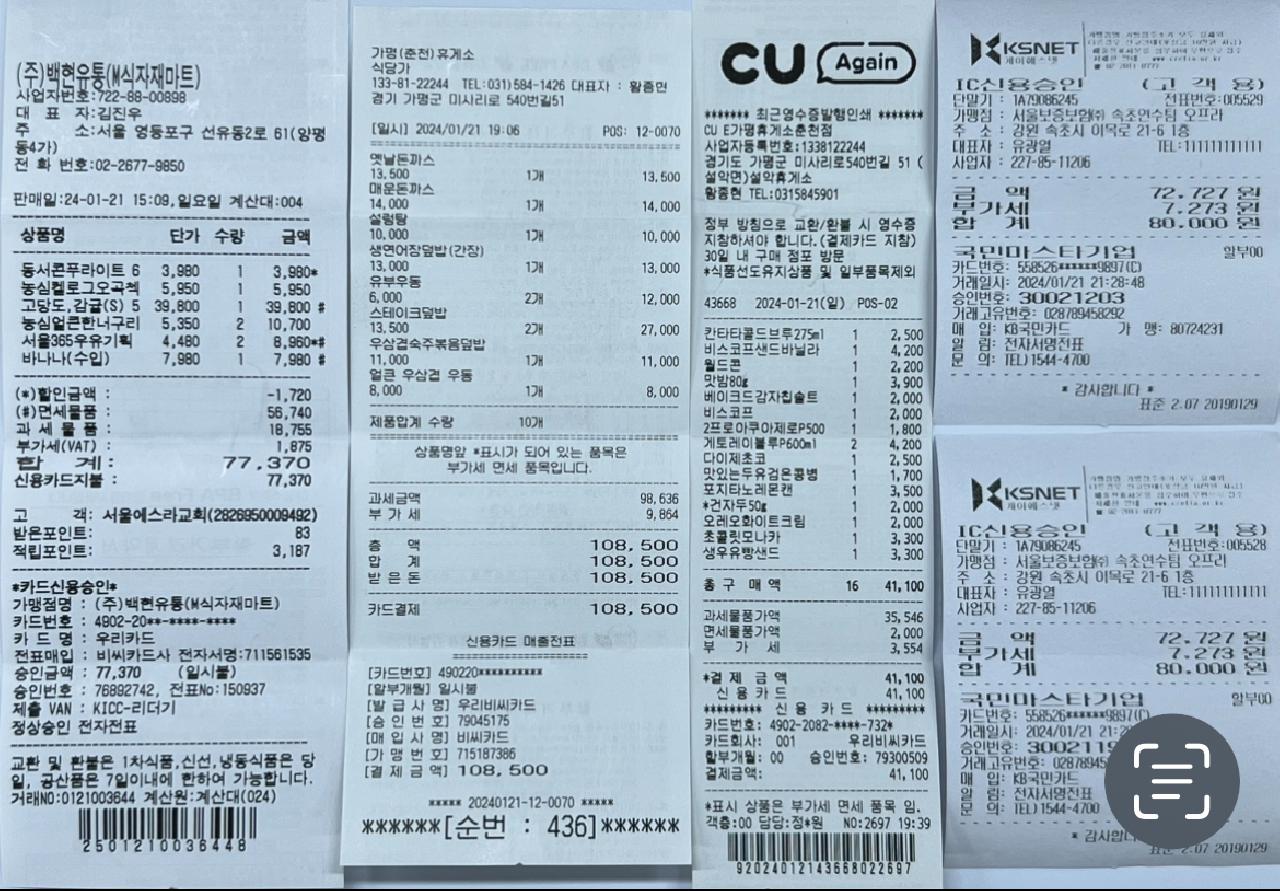 (주)백현유통(M식자재마트)
사업자번호:722-88-00898
대 표 자:김진우
주 소:서울 영등포구 선유동2로 61(양평
동4가)
전 화 번호:02-2677-9850
판매일:24-01-21 15:09,일요일 계산대:004
상품명 단가 수량 금액
동서콘푸라이트 6 3,980 1 3,980*
농심켈로그오곡첵 5,950 1 5,950
고당도,감귤(S) 5 39,800 1 39,800 #
농심얼큰한너구리 5,350 2 10,700
서울365우유기획 4,480 2 8,960*#
바나나(수입) 7,980 1 7,980 #
(*)할인금액 : -1,720
(#)면세물품 : 56,740
과 세 물 품 : 18,755
부가세(VAT) : 1,875
합 계 : 77,370
신용카드지불 : 77,370
고 객: 서울에스라교회(2826950009492)
받은포인트: 83
적립포인트: 3,187
*카드신용승인*
가맹점명 : (주)백현유통(M식자재마트)
카드번호 : 4902-20**-****-****
카 드 명 : 우리카드
전표매입 : 비씨카드사 전자서명:711561535
승인금액 : 77,370 (일시불)
승인번호 : 76892742, 전표No:150937
제출 VAN : KICC-리더기
정상승인 전자전표
교환 및 환불은 1차식품,신선,냉동식품은 당
일, 공산품은 7일이내에 한하여 가능합니다.
거래NO:0121003644 계산원:계산대(024)
2501210036448
가평(춘천)휴게소
식당가
133-81-22244 TEL:031)584-1426 대표자 : 왕종현
경기 가평군 미사리로 540번길51
[일시] 2024/01/21 19:06 POS: 12-0070
옛날돈까스
13,500 1개 13,500
매운돈까스
14,000 1개 14,000
설렁탕
10,000 1개 10,000
생연어장덮밥(간장)
13,000 1개 13,000
유부우동
6,000 2개 12,000
스테이크덮밥
13,500 2개 27,000
우삼겹숙주볶음덮밥
11,000 1개 11,000
얼큰 우삼겹 우동
8,000 1개 8,000
제품합계 수량 10개
상품명앞 *표시가 되어 있는 품목은
부가세 면세 품목입니다.
과세금액 98,636
부 가 세 9,864
총 액 108,500
합 계 108,500
받 은 돈 108,500
카드결제 108,500
신용카드 매출전표
[카드번호] 490220**********
[할부개월] 일시불
[발 급 사 명] 우리비씨카드
[승 인 번 호] 79045175
[매 입 사 명] 비씨카드
[가 맹 번 호] 715187386
[결 제 금 액] 108,500
***** 20240121-12-0070 *****
******[순번 : 436]******
CU Again
******* 최근영수증발행인쇄 *******
CU E가평휴게소춘천점
사업자등록번호:1338122244
경기도 가평군 미사리로540번길 51 (
설악면)설악휴게소
왕종현 TEL:0315845901
정부 방침으로 교환/환불 시 영수증
지참하셔야 합니다.(결제카드 지참)
30일 내 구매 점포 방문
*식품선도유지상품 및 일부품목제외
43668 2024-01-21(일) POS-02
칸타타콜드브루275ml 1 2,500
비스코프샌드바닐라 1 4,200
월드콘 1 2,200
맛밤80g 1 3,900
베이크드감자칩솔트 1 2,000
비스코프 1 2,000
2프로아쿠아제로P500 1 1,800
게토레이블루P600ml 2 4,200
다이제초코 1 2,500
맛있는두유검은콩병 1 1,700
포지타노레몬캔 1 3,500
*건자두50g 1 2,000
오레오화이트크림 1 2,000
초콜릿모나카 1 3,300
생우유빵샌드 1 3,300
총 구 매 액 16 41,100
과세물품가액 35,546
면세물품가액 2,000
부 가 세 3,554
*결 제 금 액 41,100
신 용 카 드 41,100
********* 신 용 카 드 *********
카드번호: 4902-2082-****-732*
카드회사: 001 우리비씨카드
할부개월: 00 승인번호: 79300509
결제금액: 41,100
*표시 상품은 부가세 면세 품목 임.
객층:00 담당:정*원 NO:2697 19:39
92024012143668022697
KSNET
케이에스넷
IC신용승인 (고 객 용)
단말기 : 1A79086245 전표번호:005529
가맹점 : 서울보증보험㈜ 속초연수팀 오프라
주 소 : 강원 속초시 이목로 21-6 1층
대표자 : 유광열 TEL:111111111111
사업자 : 227-85-11206
금 액 72,727 원
부가세 7,273 원
합 계 80,000 원
국민마스타기업 할부00
카드번호: 558526******9897(C)
거래일시: 2024/01/21 21:28:48
승인번호: 30021203
거래고유번호: 028789458292
매 입: KB국민카드 가 맹: 80724231
알 림: 전자서명전표
문 의: TEL)1544-4700
* 감사합니다 *
표준 2.07 20190129
KSNET
케이에스넷
IC신용승인 (고 객 용)
단말기 : 1A79086245 전표번호:005528
가맹점 : 서울보증보험㈜ 속초연수팀 오프라
주 소 : 강원 속초시 이목로 21-6 1층
대표자 : 유광열 TEL:111111111111
사업자 : 227-85-11206
금 액 72,727 원
부가세 7,273 원
합 계 80,000 원
국민마스타기업 할부00
카드번호: 558526******9897(C)
거래일시: 2024/01/21
승인번호: 3002119
거래고유번호: 0287894
매 입: KB국민카드
알 림: 전자서명전표
문 의: TEL)1544-4700
* 감사합니
표준 2.07 20190129